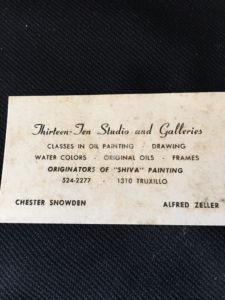 Thirteen-Ten Studio and Galleries
CLASSES IN OIL PAINTING - DRAWING
WATER COLORS - ORIGINAL OILS - FRAMES
ORIGINATORS OF "SHIVA" PAINTING
524-2277 - 1310 TRUXILLO
CHESTER SNOWDEN ALFRED ZELLER